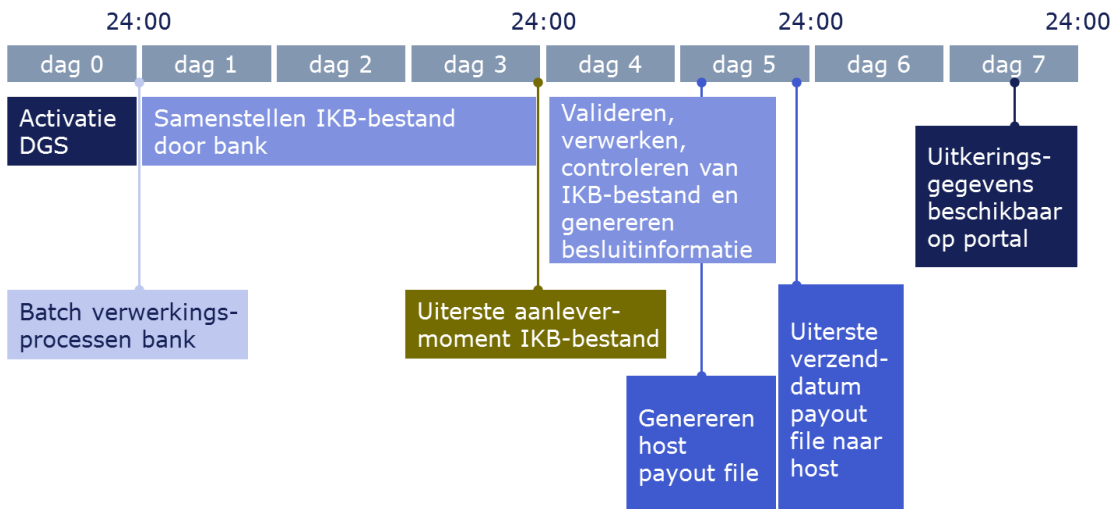 24:00
24:00
24:00
24:00
dag 0
dag 1
dag 2
dag 3
dag 4
dag 5
dag 6
dag 7
Activatie
DGS
Samenstellen IKB-bestand
door bank
Valideren,
verwerken,
controleren van
IKB-bestand en
genereren
besluitinformatie
Uitkerings-
gegevens
beschikbaar
op portal
Batch verwerkings-
processen bank
Uiterste aanlever-
moment IKB-bestand
Genereren
host
payout file
Uiterste
verzend-
datum
payout
file naar
host